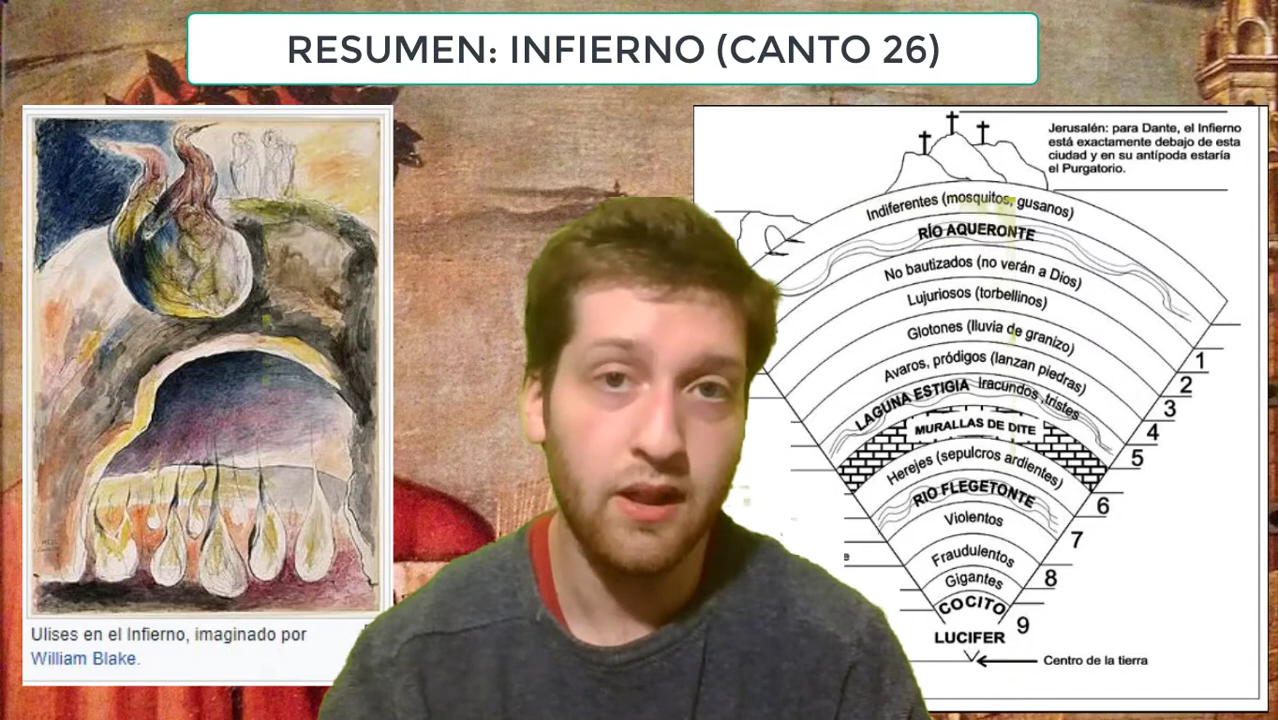 RESUMEN: INFIERNO (CANTO 26)
Ulises en el Infierno, imaginado por
William Blake.
Jerusalén: para Dante, el Infierno
está exactamente debajo de esta
ciudad y en su antípoda estaría
el Purgatorio.
Indiferentes (mosquitos, gusanos)
RÍO AQUERONTE
No bautizados (no verán a Dios)
Lujuriosos (torbellinos)
Glotones (lluvia de granizo)
Avaros, pródigos (lanzan piedras)
LAGUNA ESTIGIA Iracundos ,tristes
MURALLAS DE DITE
Herejes (sepulcros ardientes)
RIO FLEGETONTE
Violentos
Fraudulentos
Gigantes
COCITO
LUCIFER
1
2
3
4
5
6
7
8
9
Centro de la tierra